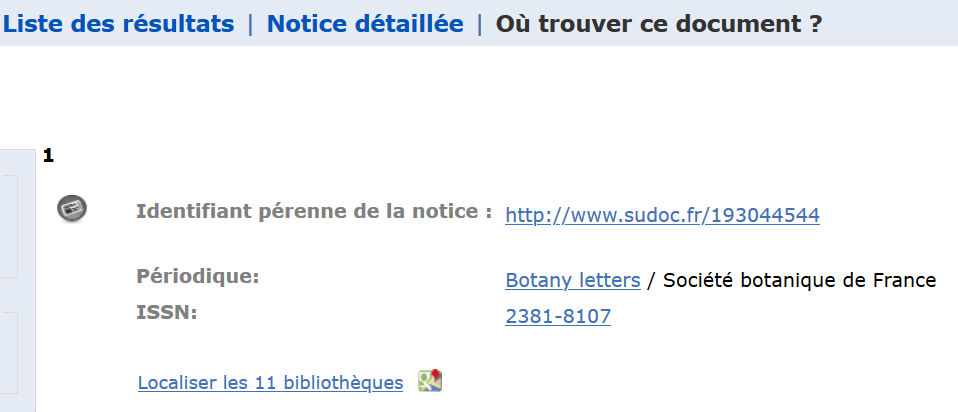 Liste des résultats | Notice détaillée | Où trouver ce document ?
1
Identifiant pérenne de la notice : http://www.sudoc.fr/193044544
Périodique: Botany letters / Société botanique de France
ISSN: 2381-8107
Localiser les 11 bibliothèques